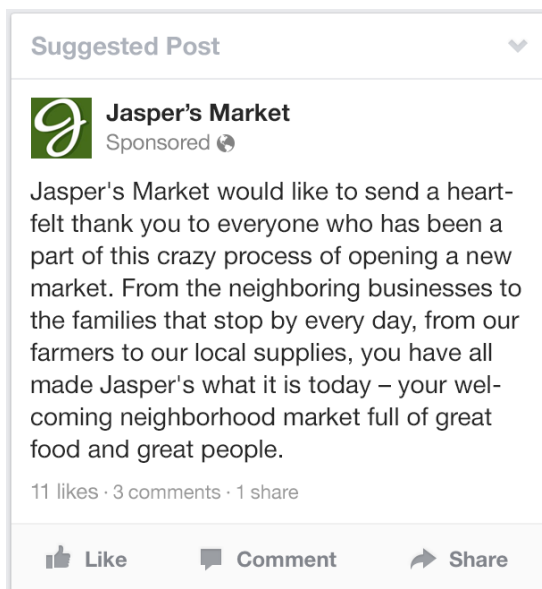 Suggested Post
Jasper's Market
Sponsored
Jasper's Market would like to send a heart-
felt thank you to everyone who has been a
part of this crazy process of opening a new
market. From the neighboring businesses to
the families that stop by every day, from our
farmers to our local supplies, you have all
made Jasper's what it is today – your wel-
coming neighborhood market full of great
food and great people.
11 likes · 3 comments · 1 share
Like Comment Share